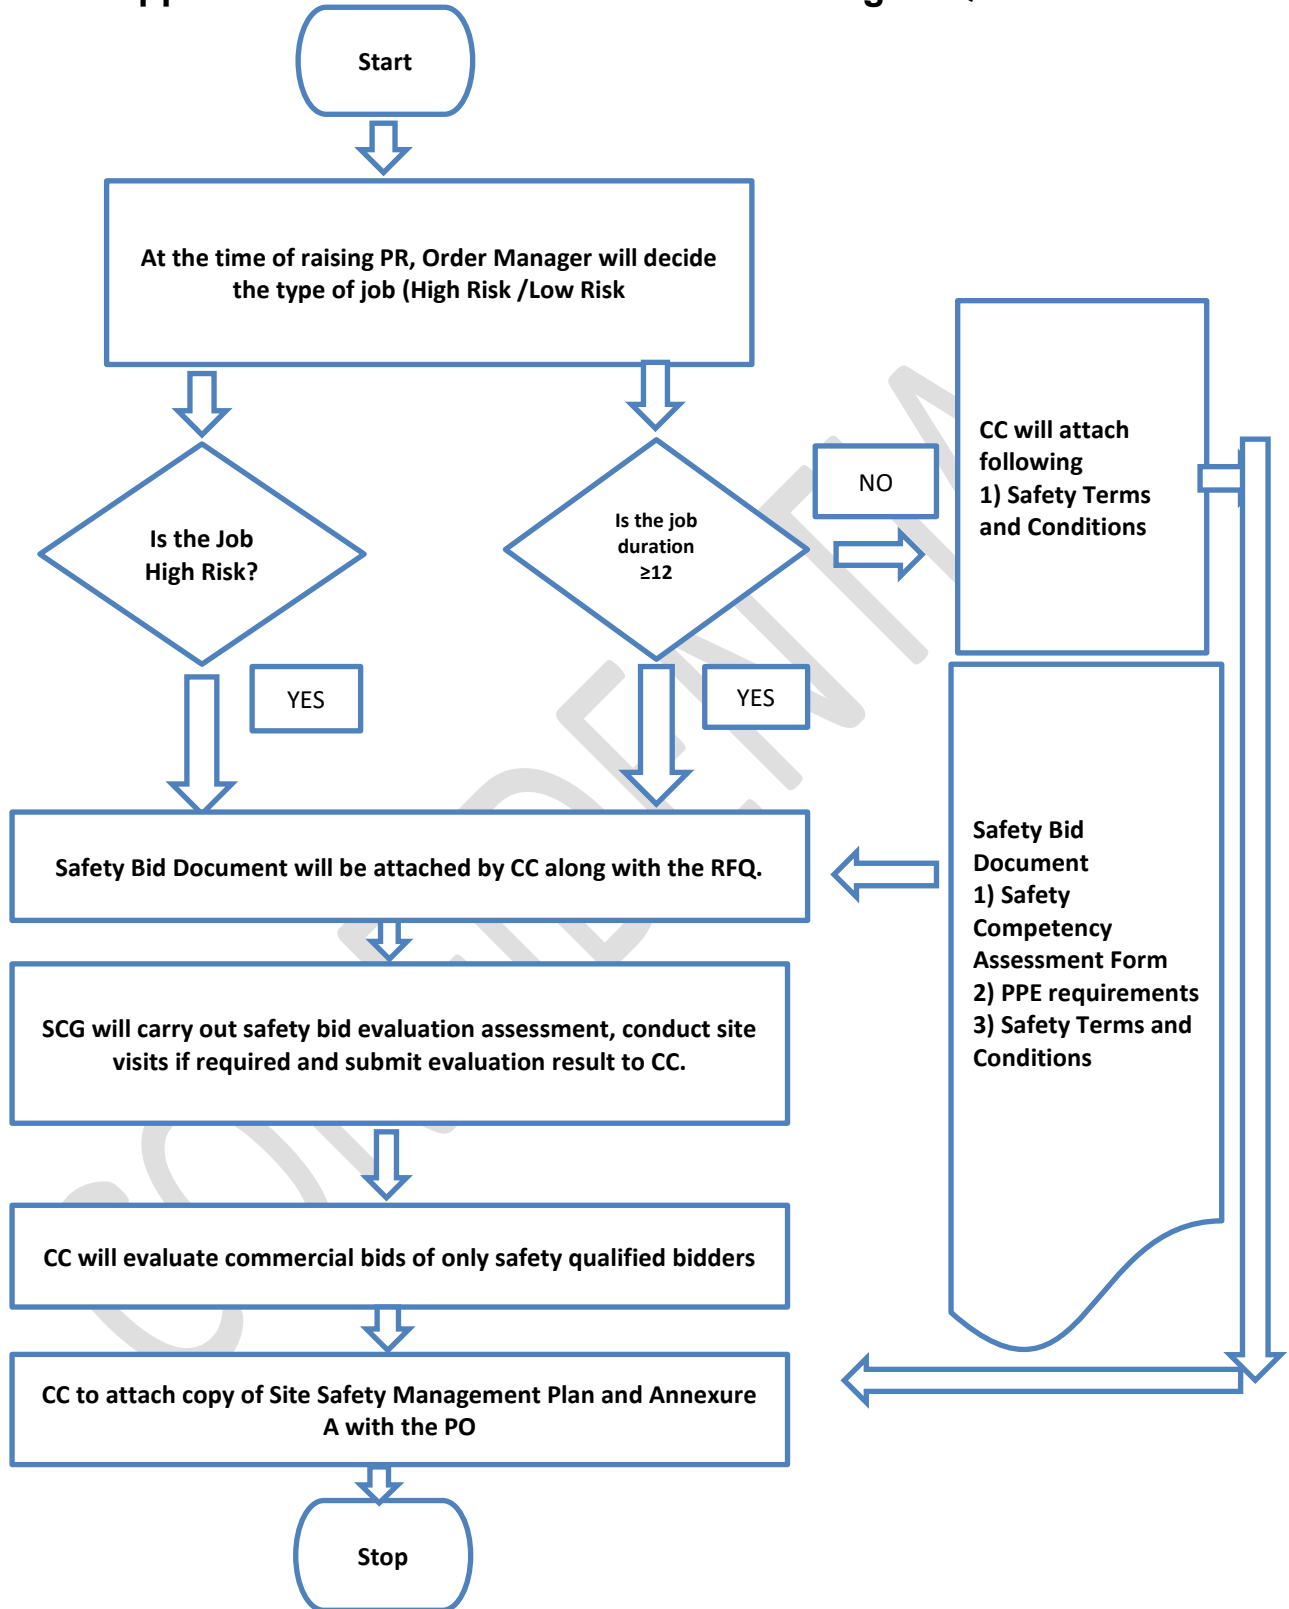 Start
At the time of raising PR, Order Manager will decide
the type of job (High Risk /Low Risk
CC will attach
following
1) Safety Terms
and Conditions
NO
Is the Job
High Risk?
Is the job
duration
≥12
YES
YES
Safety Bid Document will be attached by CC along with the RFQ.
Safety Bid
Document
1) Safety
Competency
Assessment Form
2) PPE requirements
3) Safety Terms and
Conditions
SCG will carry out safety bid evaluation assessment, conduct site
visits if required and submit evaluation result to CC.
CC will evaluate commercial bids of only safety qualified bidders
CC to attach copy of Site Safety Management Plan and Annexure
A with the PO
Stop